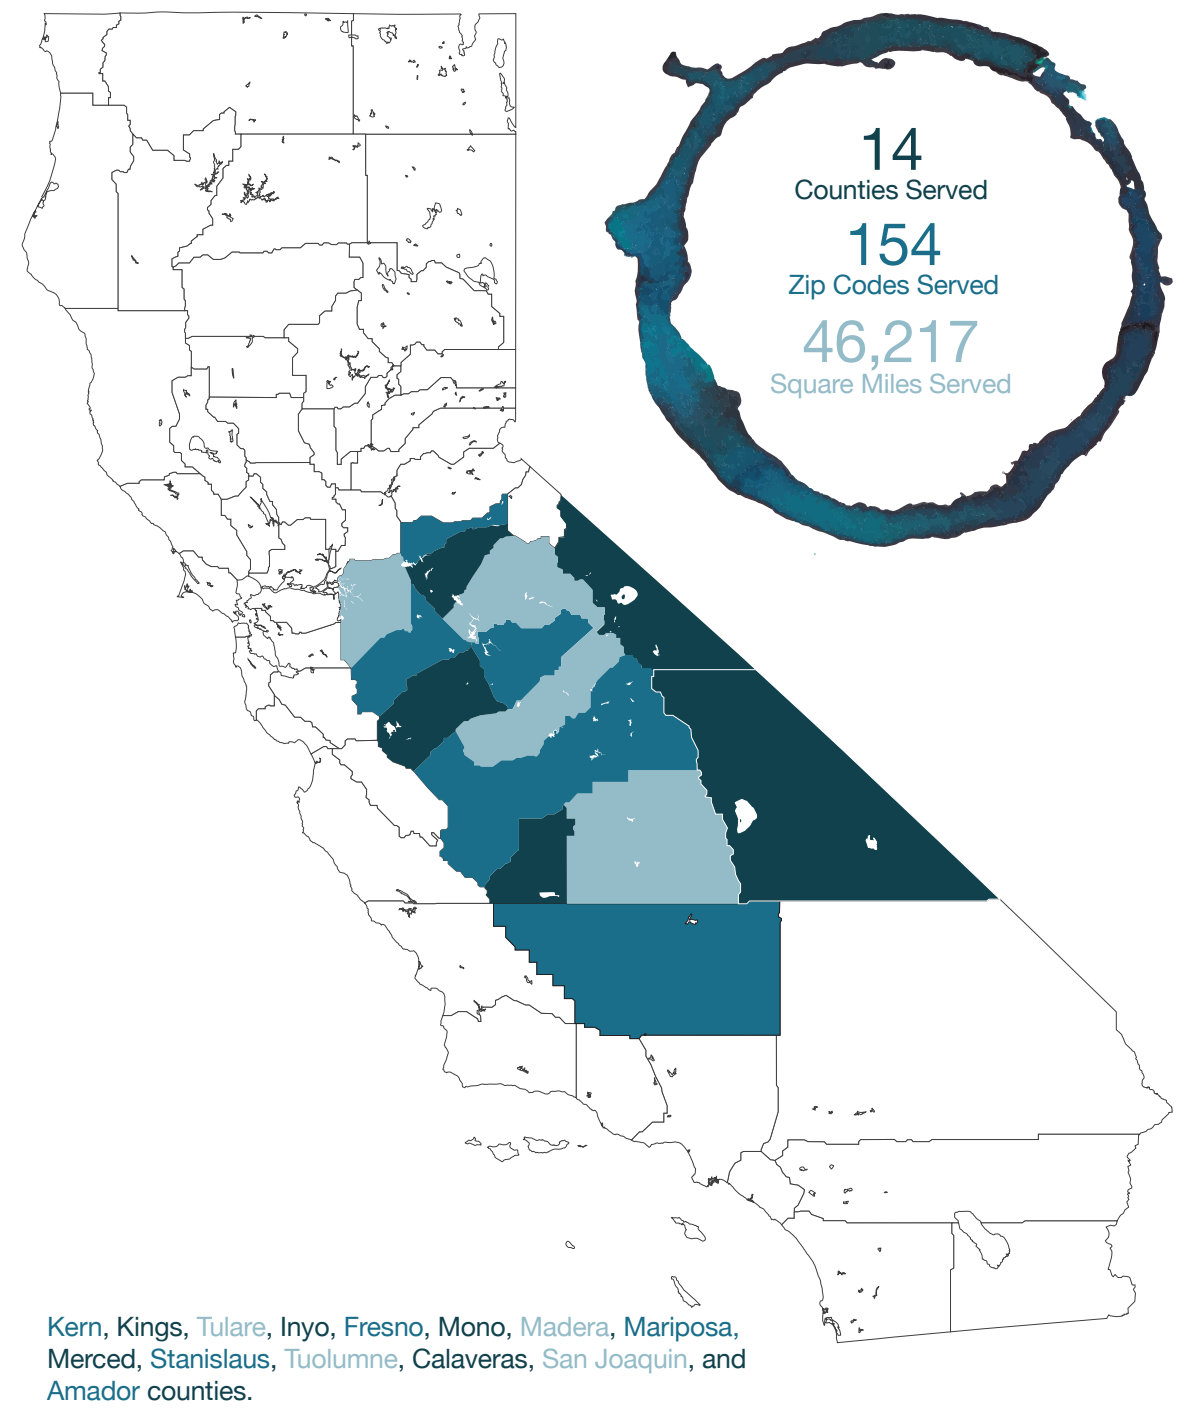 14
Counties Served
154
Zip Codes Served
46,217
Square Miles Served
Kern, Kings, Tulare, Inyo, Fresno, Mono, Madera, Mariposa,
Merced, Stanislaus, Tuolumne, Calaveras, San Joaquin, and
Amador counties.